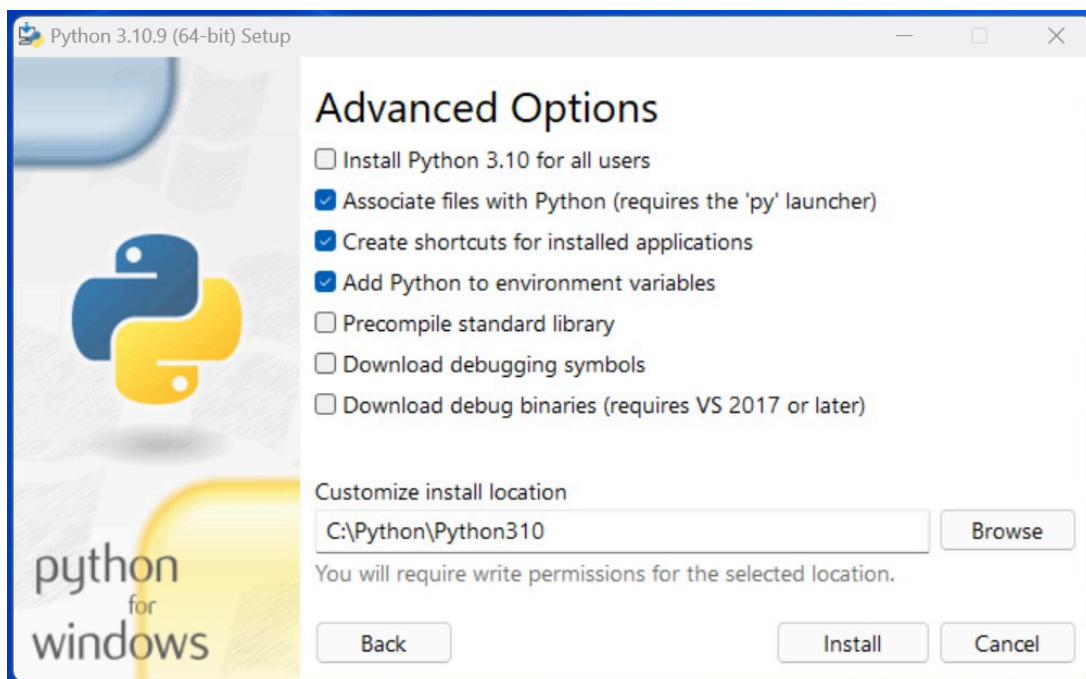 Python 3.10.9 (64-bit) Setup
Advanced Options
Install Python 3.10 for all users
Associate files with Python (requires the 'py' launcher)
Create shortcuts for installed applications
Add Python to environment variables
Precompile standard library
Download debugging symbols
Download debug binaries (requires VS 2017 or later)
Customize install location
C:\Python\Python310
Browse
You will require write permissions for the selected location.
python
for
windows
Back
Install
Cancel